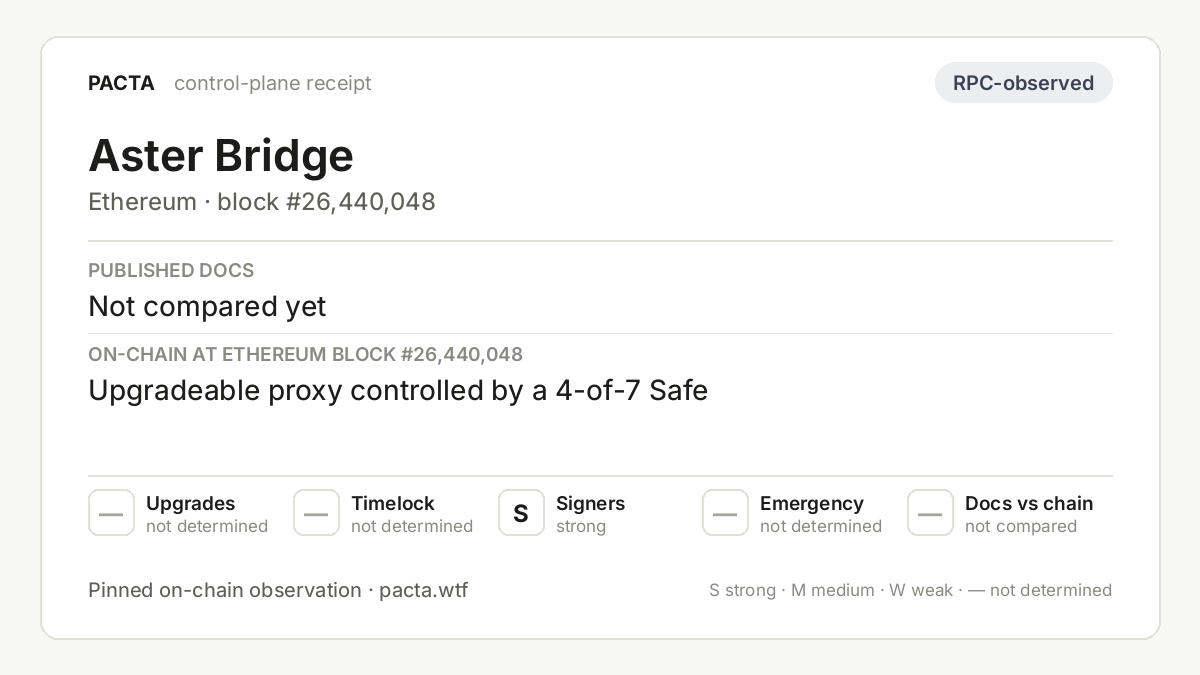 PACTA control-plane receipt
RPC-observed
Aster Bridge
Ethereum · block #26,440,048
PUBLISHED DOCS
Not compared yet
ON-CHAIN AT ETHEREUM BLOCK #26,440,048
Upgradeable proxy controlled by a 4-of-7 Safe
— Upgrades
not determined
— Timelock
not determined
S Signers
strong
— Emergency
not determined
— Docs vs chain
not compared
Pinned on-chain observation · pacta.wtf
S strong · M medium · W weak · — not determined